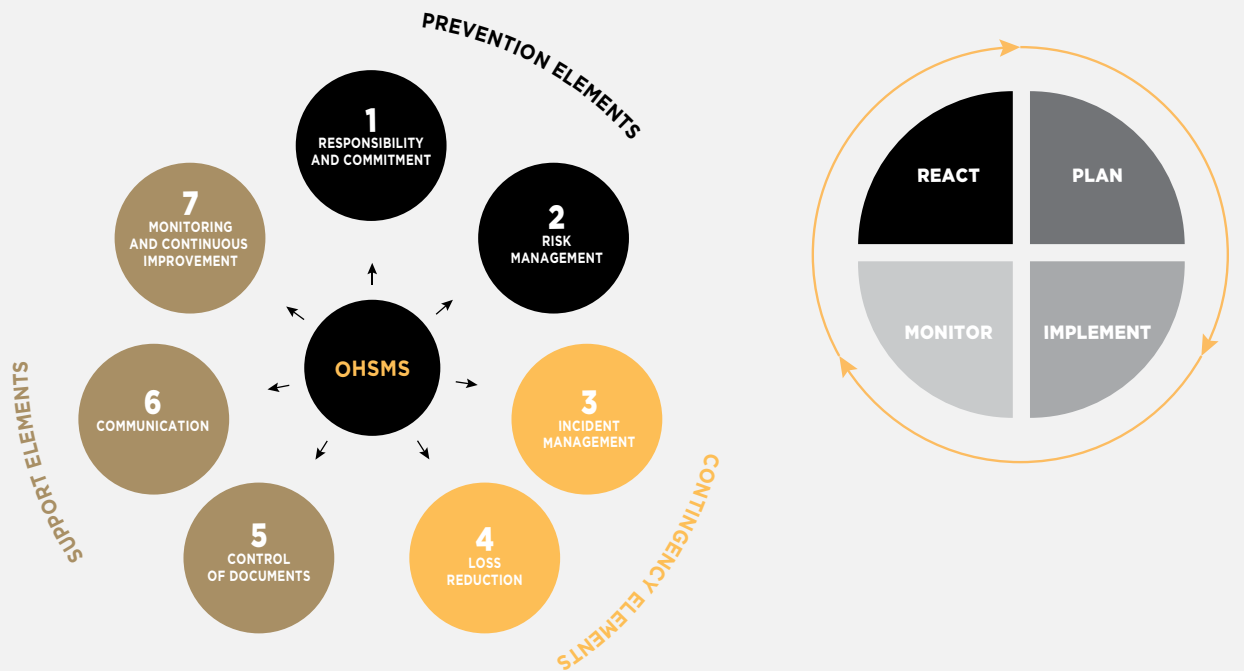 PREVENTION ELEMENTS
1
RESPONSIBILITY
AND COMMITMENT
2
RISK
MANAGEMENT
3
INCIDENT
MANAGEMENT
CONTINGENCY ELEMENTS
4
LOSS
REDUCTION
5
CONTROL
OF DOCUMENTS
6
COMMUNICATION
SUPPORT ELEMENTS
7
MONITORING
AND CONTINUOUS
IMPROVEMENT
OHSMS
REACT
PLAN
MONITOR
IMPLEMENT